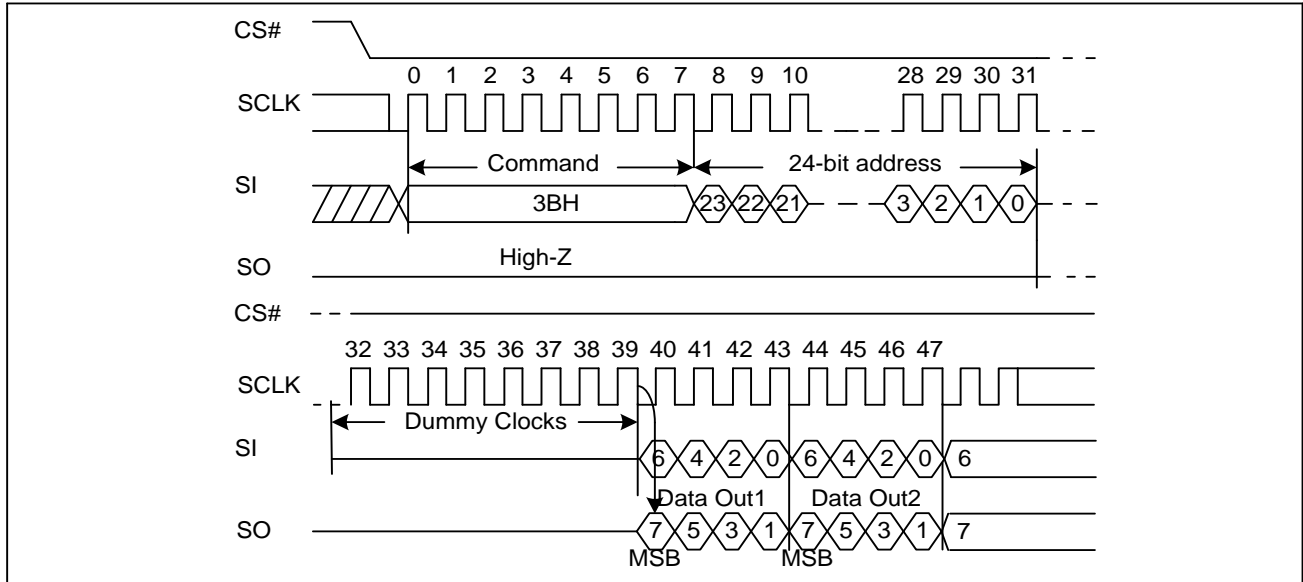 CS#
0 1 2 3 4 5 6 7 8 9 10 28 29 30 31
SCLK
Command 24-bit address
SI
3BH 23 22 21 3 2 1 0
High-Z
SO
CS#
32 33 34 35 36 37 38 39 40 41 42 43 44 45 46 47
SCLK
Dummy Clocks
SI
6 4 2 0 6 4 2 0 6
Data Out1 Data Out2
SO
7 5 3 1 7 5 3 1 7
MSB MSB